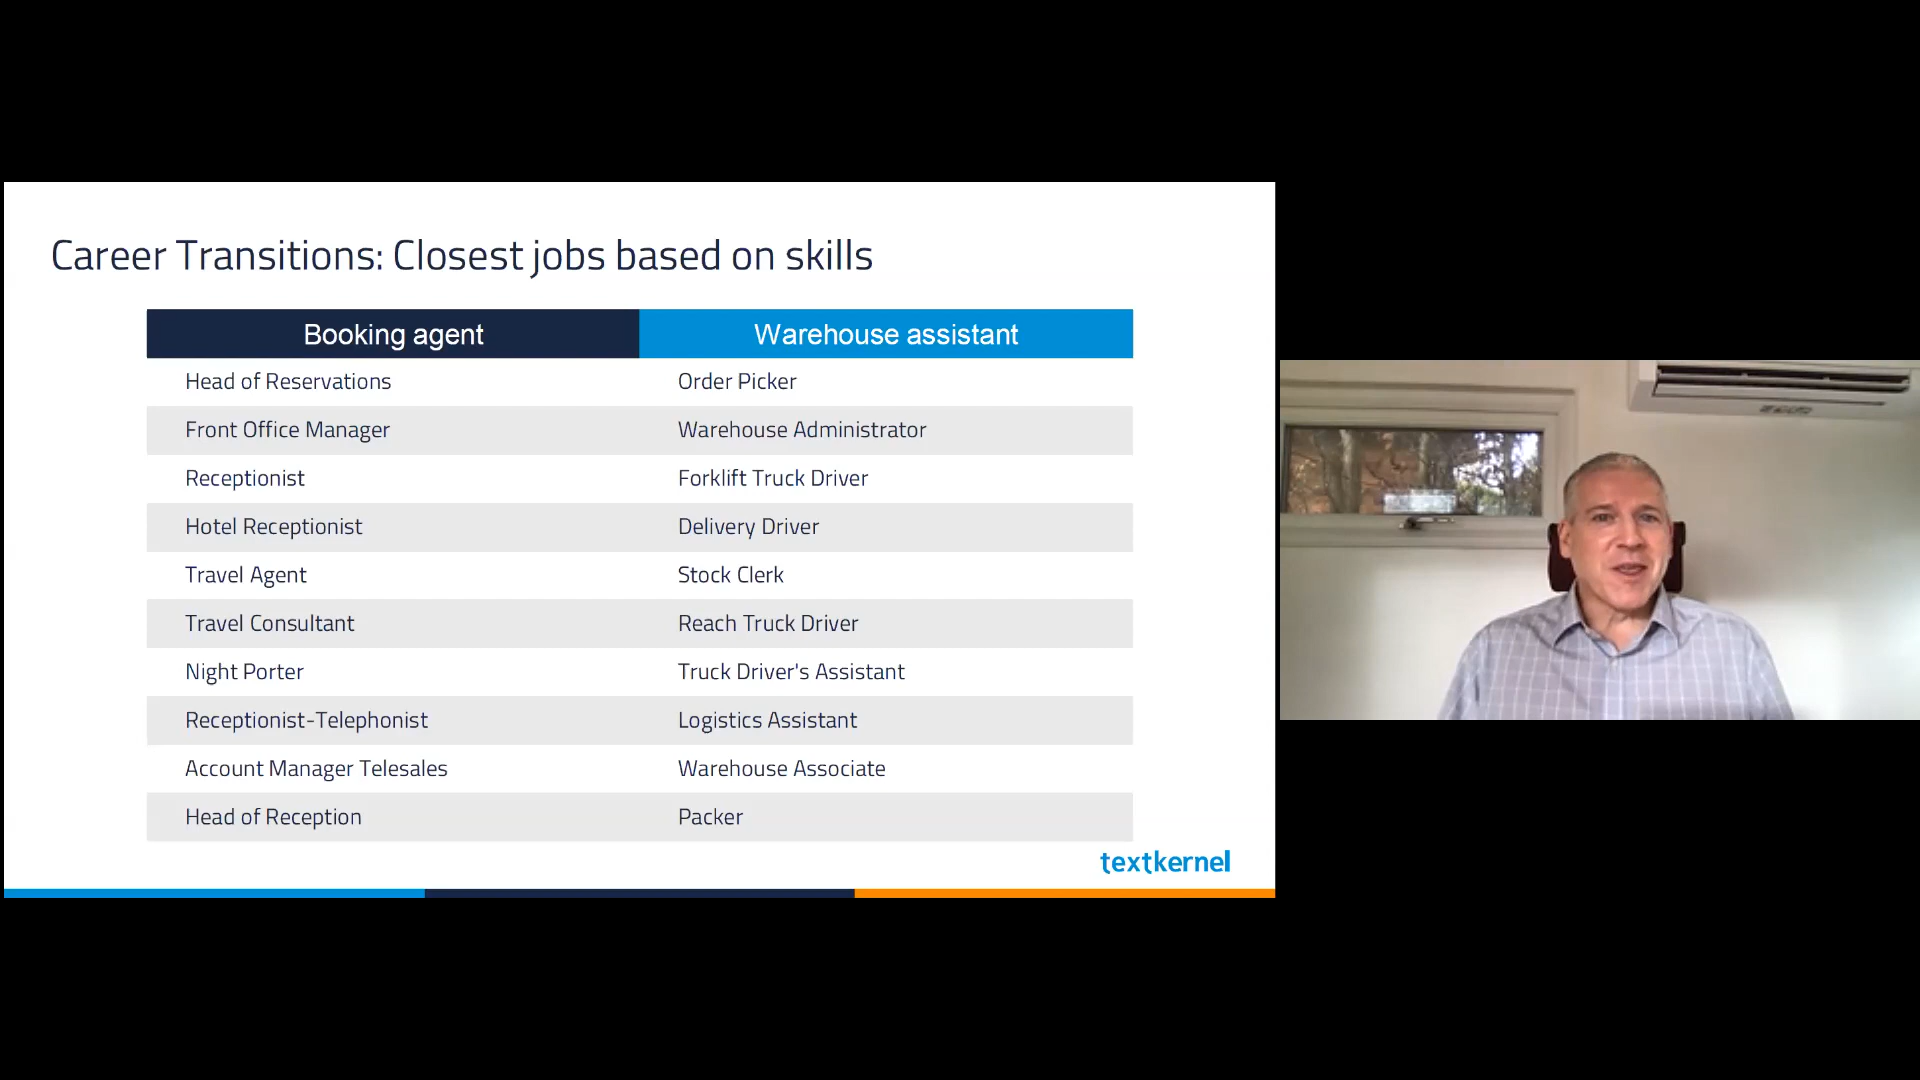 Career Transitions: Closest jobs based on skills
Booking agent Warehouse assistant
Head of Reservations Order Picker
Front Office Manager Warehouse Administrator
Receptionist Forklift Truck Driver
Hotel Receptionist Delivery Driver
Travel Agent Stock Clerk
Travel Consultant Reach Truck Driver
Night Porter Truck Driver's Assistant
Receptionist-Telephonist Logistics Assistant
Account Manager Telesales Warehouse Associate
Head of Reception Packer
textkernel